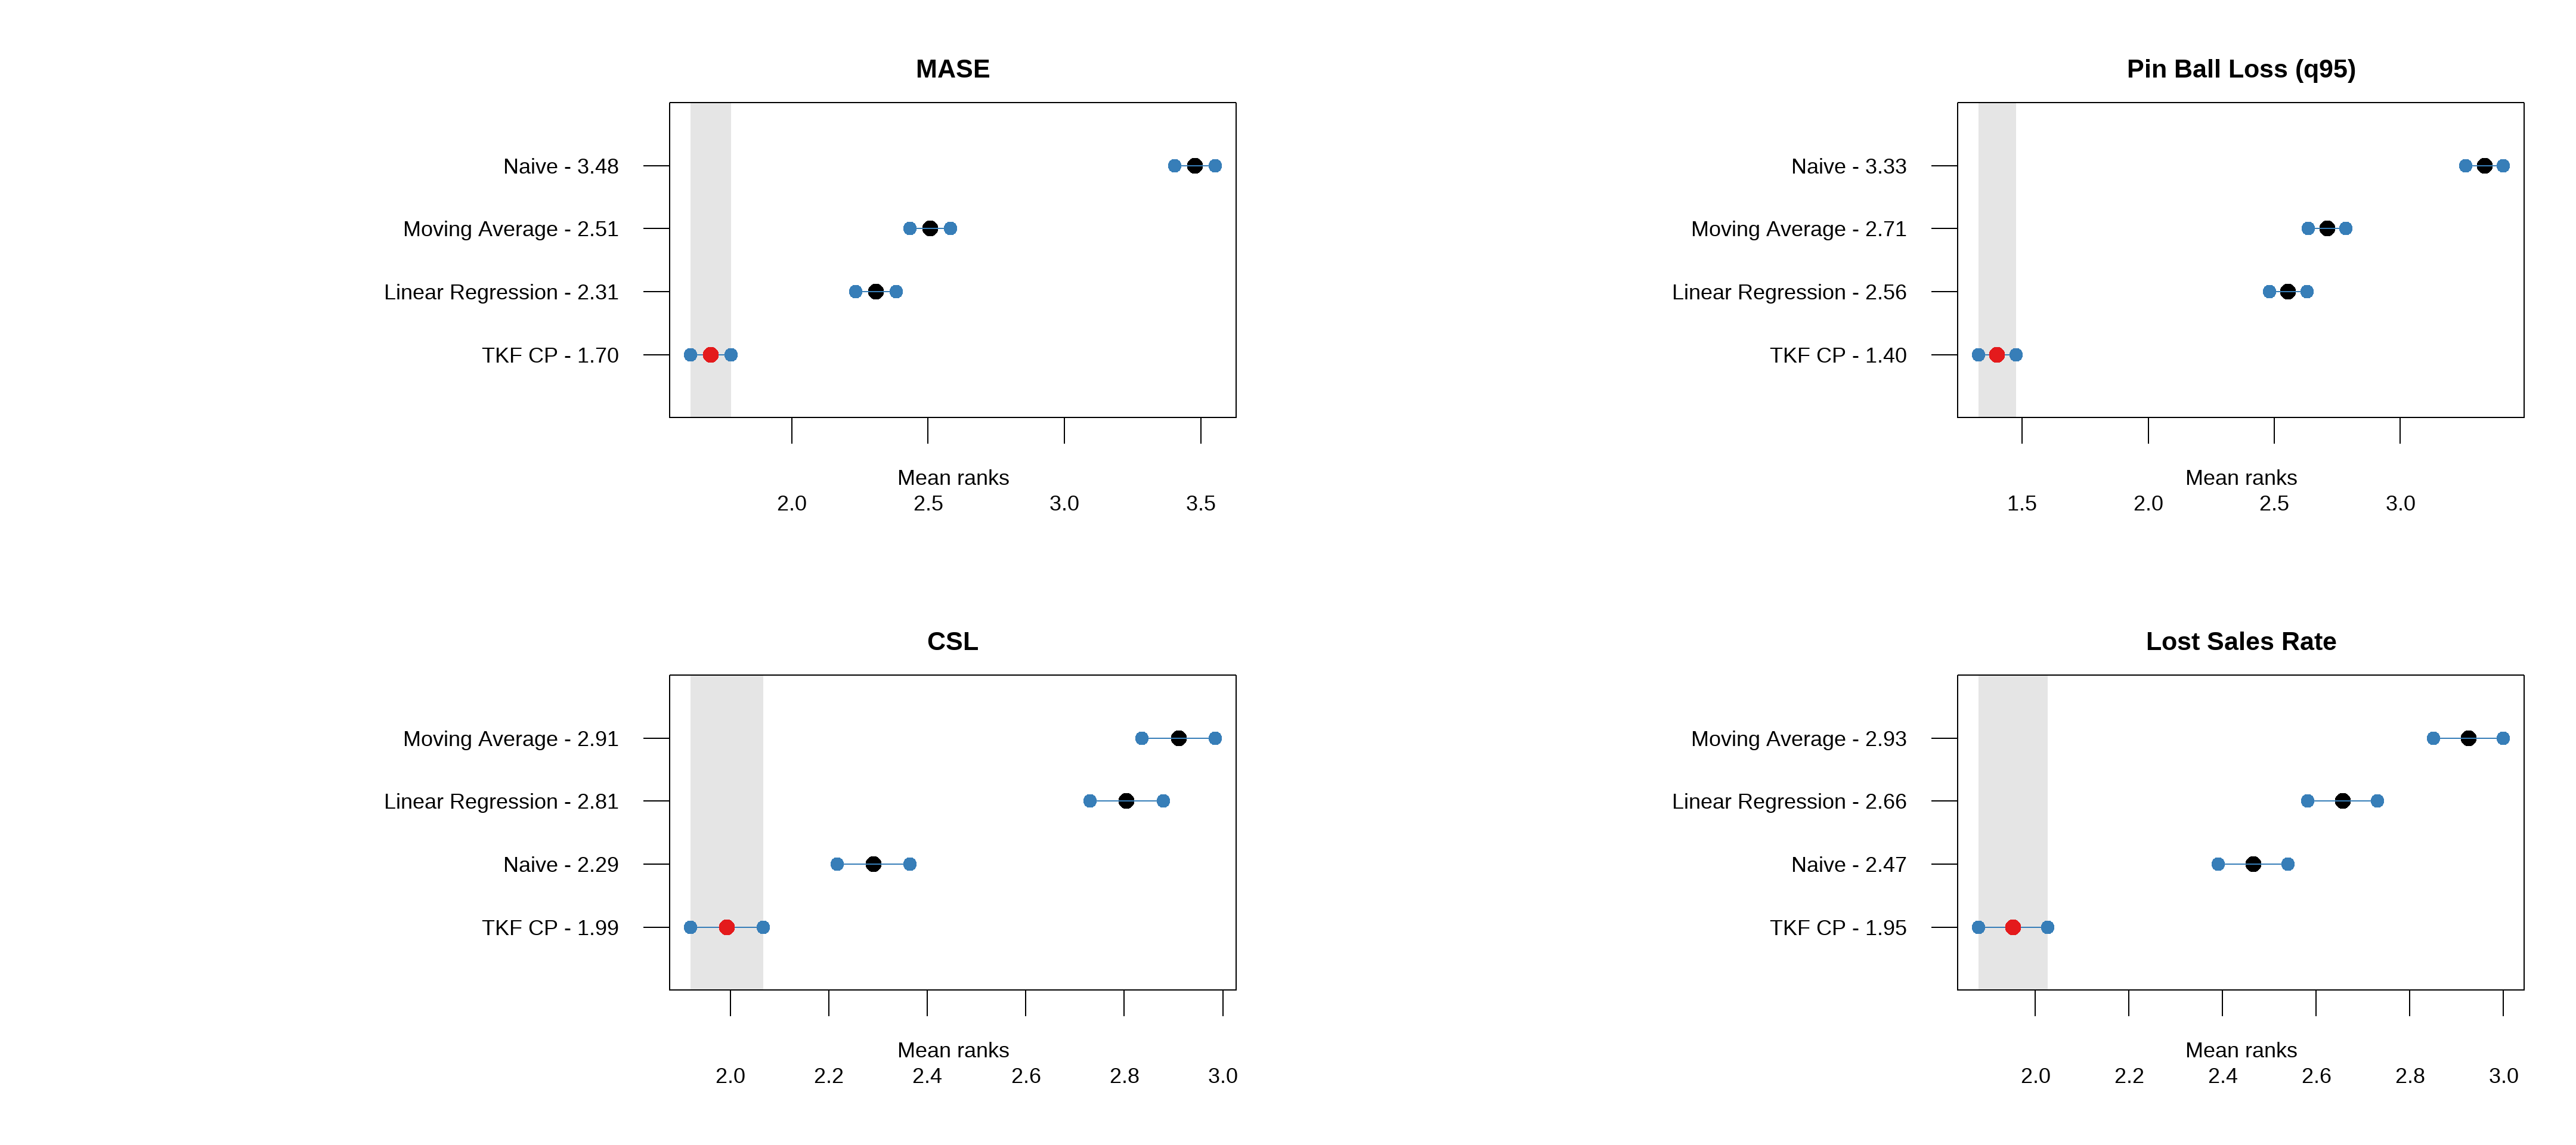 MASE
Naive - 3.48
Moving Average - 2.51
Linear Regression - 2.31
TKF CP - 1.70
Mean ranks
2.0 2.5 3.0 3.5
Pin Ball Loss (q95)
Naive - 3.33
Moving Average - 2.71
Linear Regression - 2.56
TKF CP - 1.40
Mean ranks
1.5 2.0 2.5 3.0
CSL
Moving Average - 2.91
Linear Regression - 2.81
Naive - 2.29
TKF CP - 1.99
Mean ranks
2.0 2.2 2.4 2.6 2.8 3.0
Lost Sales Rate
Moving Average - 2.93
Linear Regression - 2.66
Naive - 2.47
TKF CP - 1.95
Mean ranks
2.0 2.2 2.4 2.6 2.8 3.0